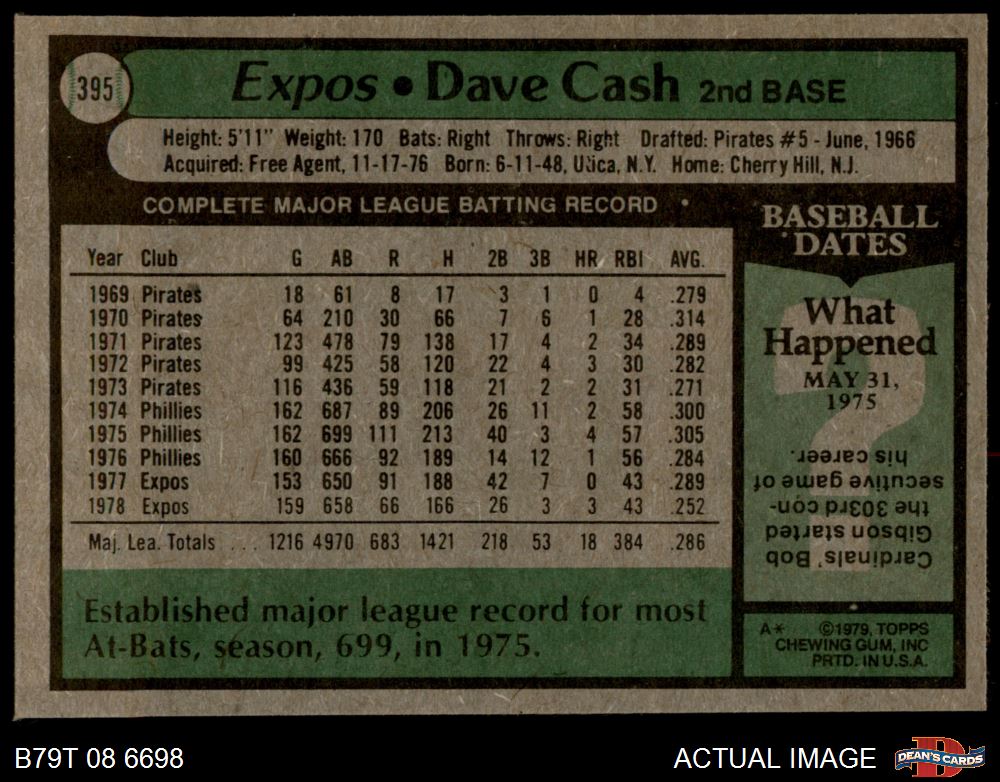 395
Expos • Dave Cash 2nd BASE
Height: 5'11" Weight: 170 Bats: Right Throws: Right Drafted: Pirates #5 - June, 1966
Acquired: Free Agent, 11-17-76 Born: 6-11-48, Utica, N.Y. Home: Cherry Hill, N.J.
COMPLETE MAJOR LEAGUE BATTING RECORD
Year Club G AB R H 2B 3B HR RBI AVG.
1969 Pirates 18 61 8 17 3 1 0 4 .279
1970 Pirates 64 210 30 66 7 6 1 28 .314
1971 Pirates 123 478 79 138 17 4 2 34 .289
1972 Pirates 99 425 58 120 22 4 3 30 .282
1973 Pirates 116 436 59 118 21 2 2 31 .271
1974 Phillies 162 687 89 206 26 11 2 58 .300
1975 Phillies 162 699 111 213 40 3 4 57 .305
1976 Phillies 160 666 92 189 14 12 1 56 .284
1977 Expos 153 650 91 188 42 7 0 43 .289
1978 Expos 159 658 66 166 26 3 3 43 .252
Maj. Lea. Totals ... 1216 4970 683 1421 218 53 18 384 .286
Established major league record for most
At-Bats, season, 699, in 1975.
BASEBALL
DATES
What
Happened
MAY 31,
1975
?
Cardinals' Bob
Gibson started
the 303rd con-
secutive game of
his career.
A* ©1979, TOPPS
CHEWING GUM, INC
PRTD. IN U.S.A.
B79T 08 6698
ACTUAL IMAGE
D
DEAN'S CARDS